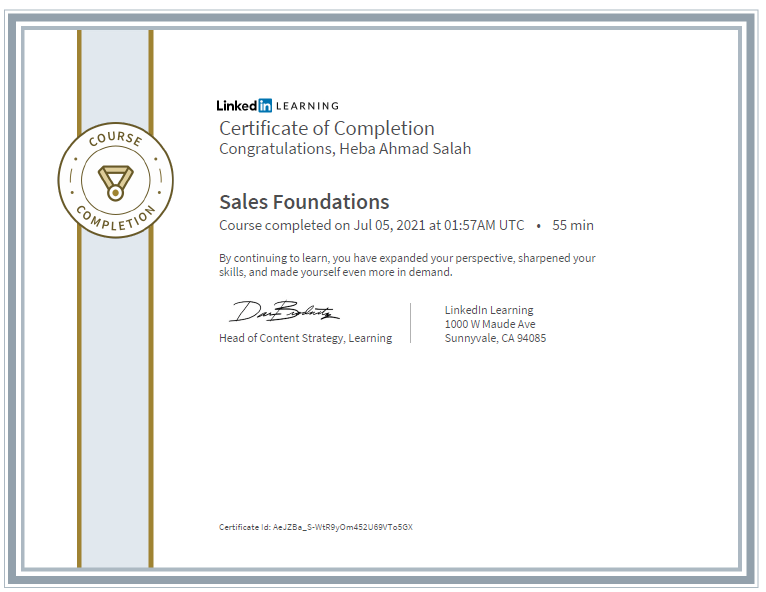 COURSE
COMPLETION
Linked in LEARNING
Certificate of Completion
Congratulations, Heba Ahmad Salah
Sales Foundations
Course completed on Jul 05, 2021 at 01:57AM UTC • 55 min
By continuing to learn, you have expanded your perspective, sharpened your
skills, and made yourself even more in demand.
Head of Content Strategy, Learning
LinkedIn Learning
1000 W Maude Ave
Sunnyvale, CA 94085
Certificate Id: AeJZBa_S-WtR9yOm452U69VTo5GX